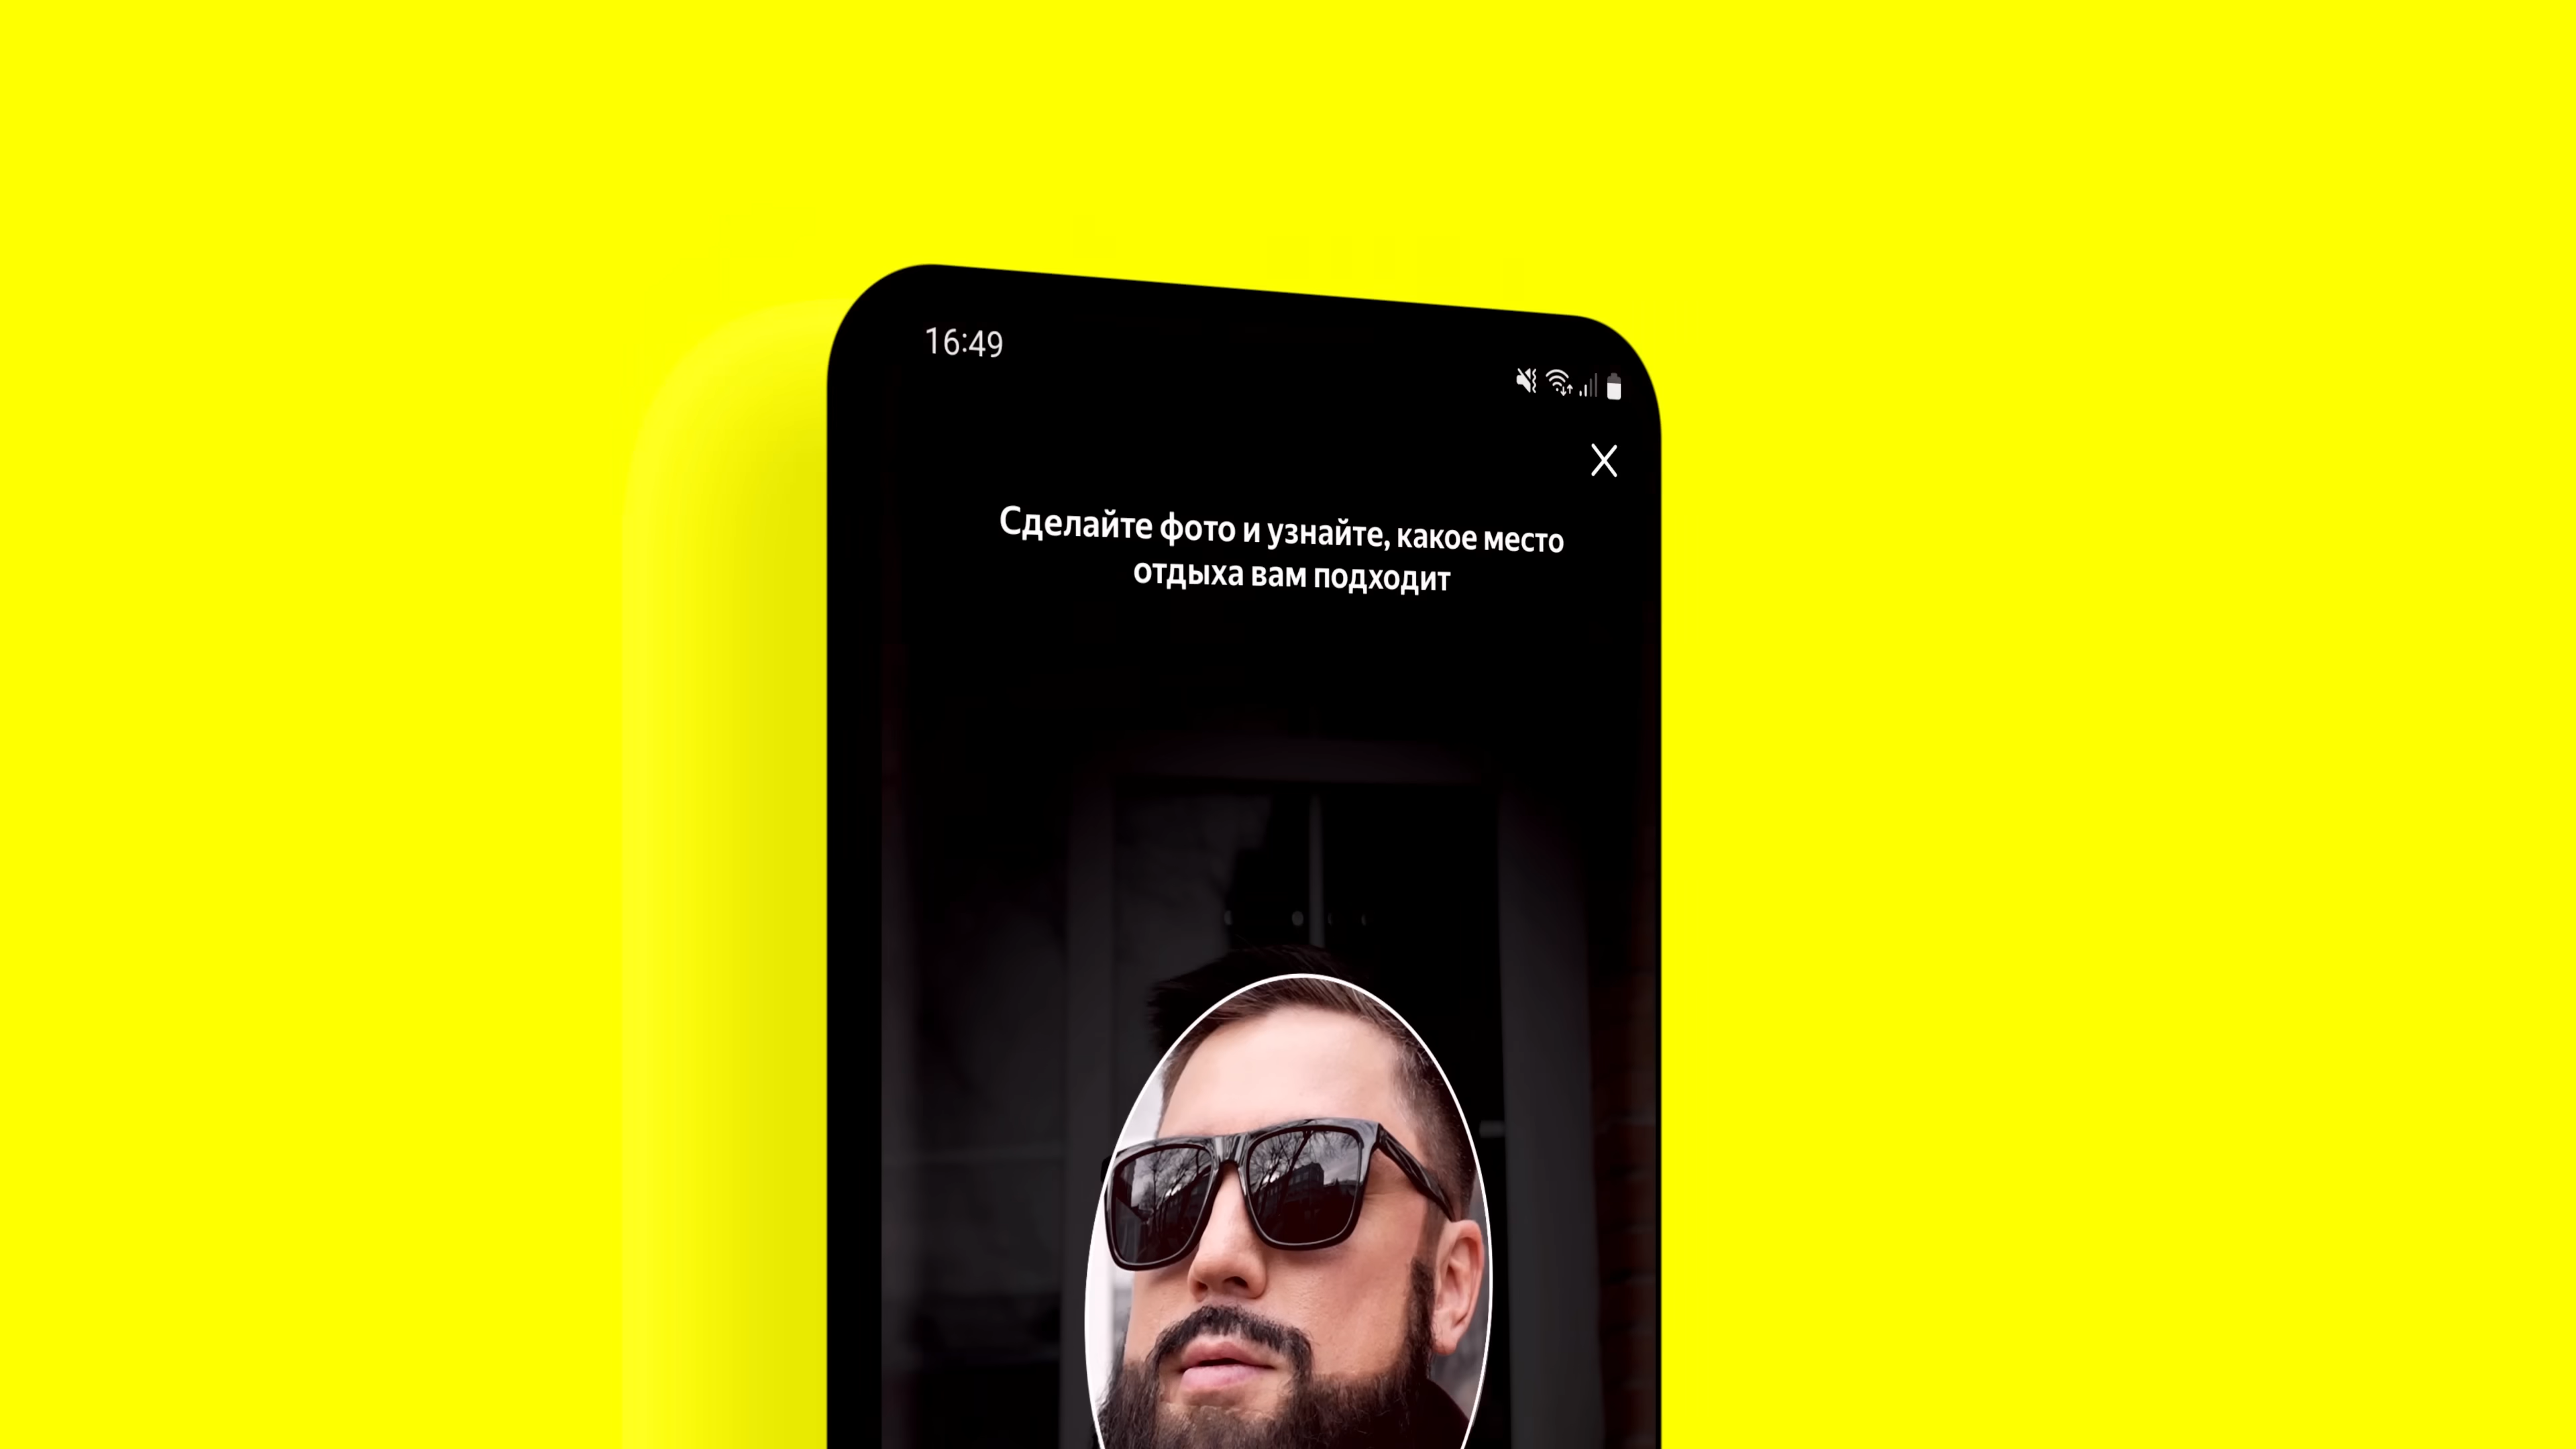 16:49
Сделайте фото и узнайте, какое место
отдыха вам подходит